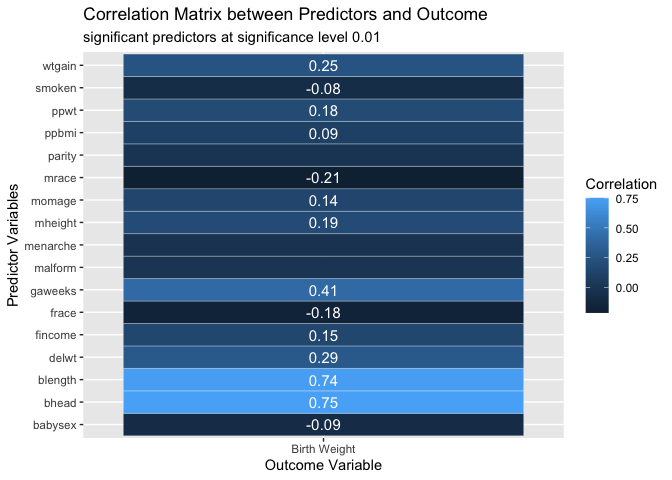 Correlation Matrix between Predictors and Outcome
significant predictors at significance level 0.01
Predictor Variables
wtgain 0.25
smoken -0.08
ppwt 0.18
ppbmi 0.09
parity
mrace -0.21
momage 0.14
mheight 0.19
menarche
malform
gaweeks 0.41
frace -0.18
fincome 0.15
delwt 0.29
blength 0.74
bhead 0.75
babysex -0.09
Birth Weight
Outcome Variable
Correlation
0.75
0.50
0.25
0.00